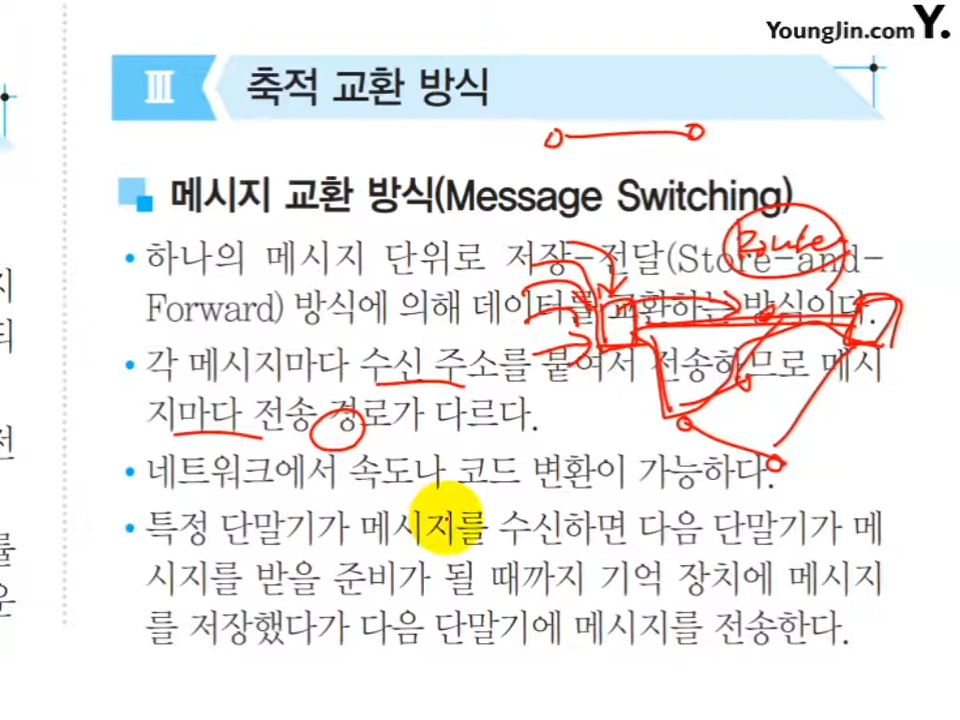 YoungJin.com Y.
Ⅲ 축적 교환 방식
메시지 교환 방식(Message Switching)
Router
• 하나의 메시지 단위로 저장-전달(Store-and-
Forward) 방식에 의해 데이터를 교환하는 방식이다.
• 각 메시지마다 수신 주소를 붙여서 전송하므로 메시
지마다 전송 경로가 다르다.
• 네트워크에서 속도나 코드 변환이 가능하다.
• 특정 단말기가 메시지를 수신하면 다음 단말기가 메
시지를 받을 준비가 될 때까지 기억 장치에 메시지
를 저장했다가 다음 단말기에 메시지를 전송한다.